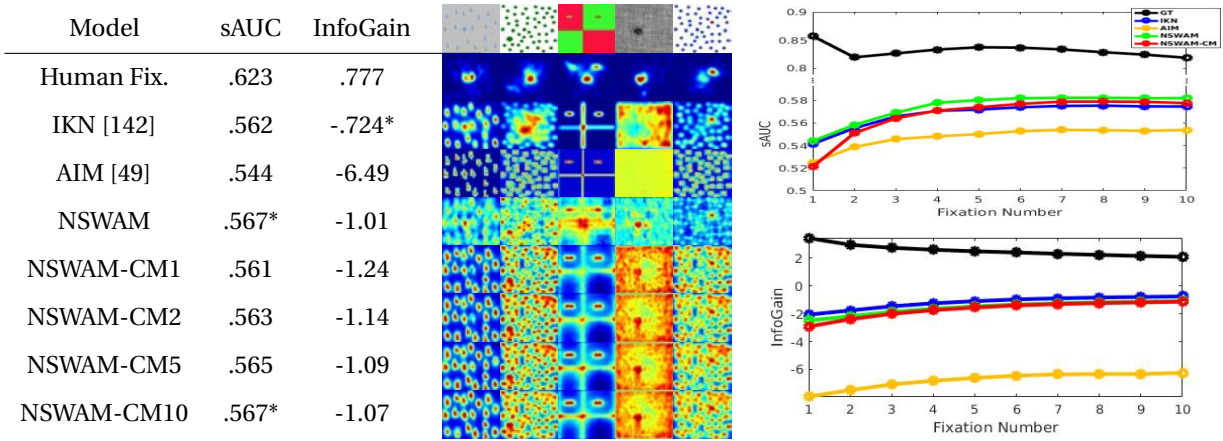 Model sAUC InfoGain
Human Fix. .623 .777
IKN [142] .562 -.724*
AIM [49] .544 -6.49
NSWAM .567* -1.01
NSWAM-CM1 .561 -1.24
NSWAM-CM2 .563 -1.14
NSWAM-CM5 .565 -1.09
NSWAM-CM10 .567* -1.07
0.9
0.85
0.8
0.58
0.56
0.54
0.52
0.5
sAUC
GT
IKN
AIM
NSWAM
NSWAM-CM
1 2 3 4 5 6 7 8 9 10
Fixation Number
2
0
-2
-4
-6
InfoGain
1 2 3 4 5 6 7 8 9 10
Fixation Number